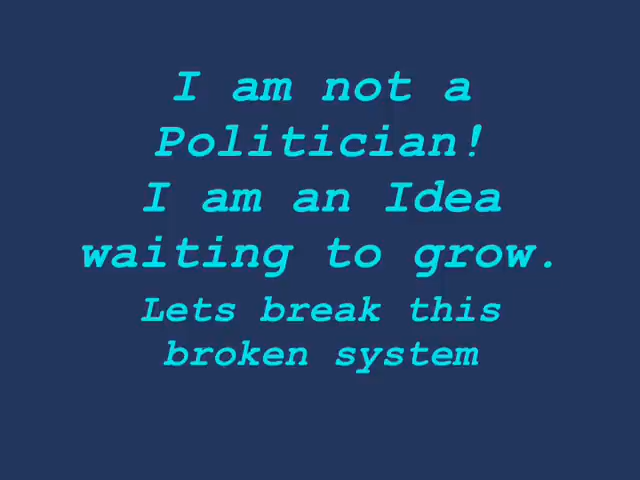 I am not a
Politician!
I am an Idea
waiting to grow.
Lets break this
broken system